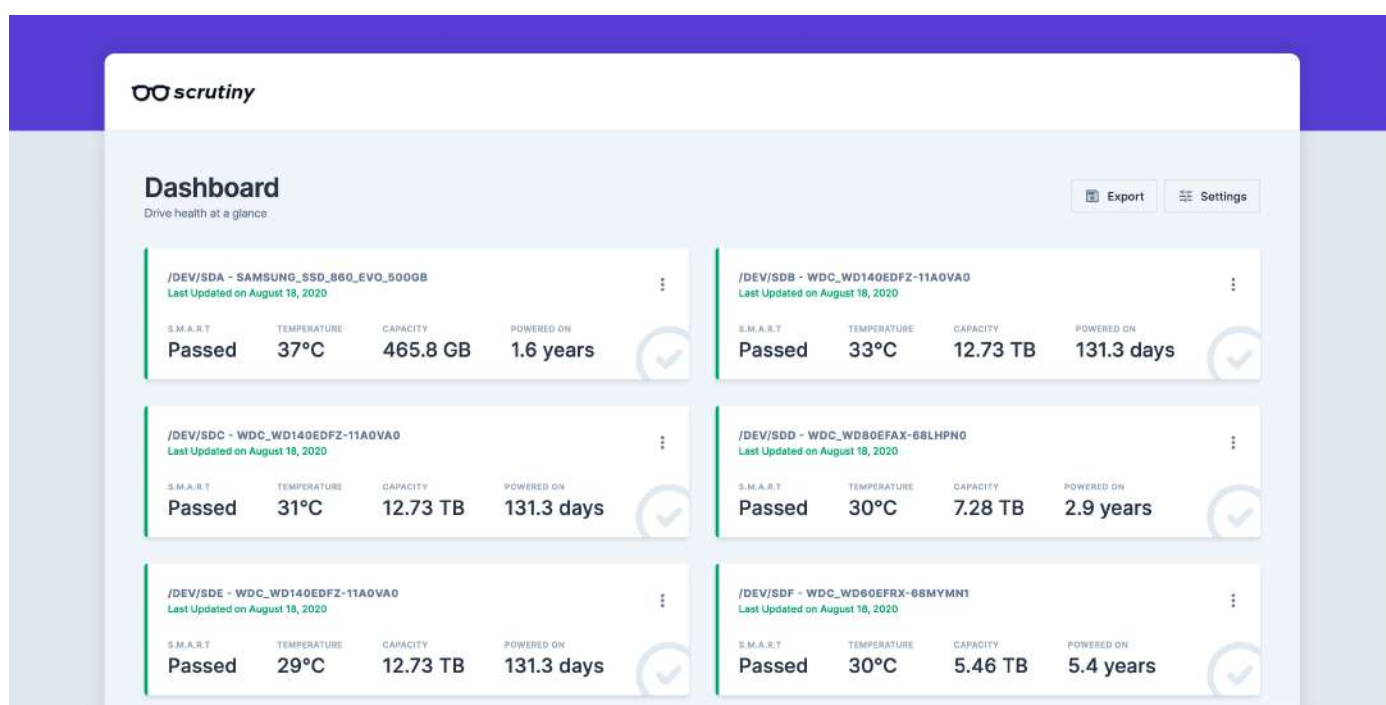 scrutiny
Dashboard
Drive health at a glance
Export
Settings
/DEV/SDA - SAMSUNG_SSD_860_EVO_500GB
Last Updated on August 18, 2020
S.M.A.R.T TEMPERATURE CAPACITY POWERED ON
Passed 37°C 465.8 GB 1.6 years
/DEV/SDB - WDC_WD140EDFZ-11A0VA0
Last Updated on August 18, 2020
S.M.A.R.T TEMPERATURE CAPACITY POWERED ON
Passed 33°C 12.73 TB 131.3 days
/DEV/SDC - WDC_WD140EDFZ-11A0VA0
Last Updated on August 18, 2020
S.M.A.R.T TEMPERATURE CAPACITY POWERED ON
Passed 31°C 12.73 TB 131.3 days
/DEV/SDD - WDC_WD80EFAX-68LHPN0
Last Updated on August 18, 2020
S.M.A.R.T TEMPERATURE CAPACITY POWERED ON
Passed 30°C 7.28 TB 2.9 years
/DEV/SDE - WDC_WD140EDFZ-11A0VA0
Last Updated on August 18, 2020
S.M.A.R.T TEMPERATURE CAPACITY POWERED ON
Passed 29°C 12.73 TB 131.3 days
/DEV/SDF - WDC_WD60EFRX-68MYMN1
Last Updated on August 18, 2020
S.M.A.R.T TEMPERATURE CAPACITY POWERED ON
Passed 30°C 5.46 TB 5.4 years